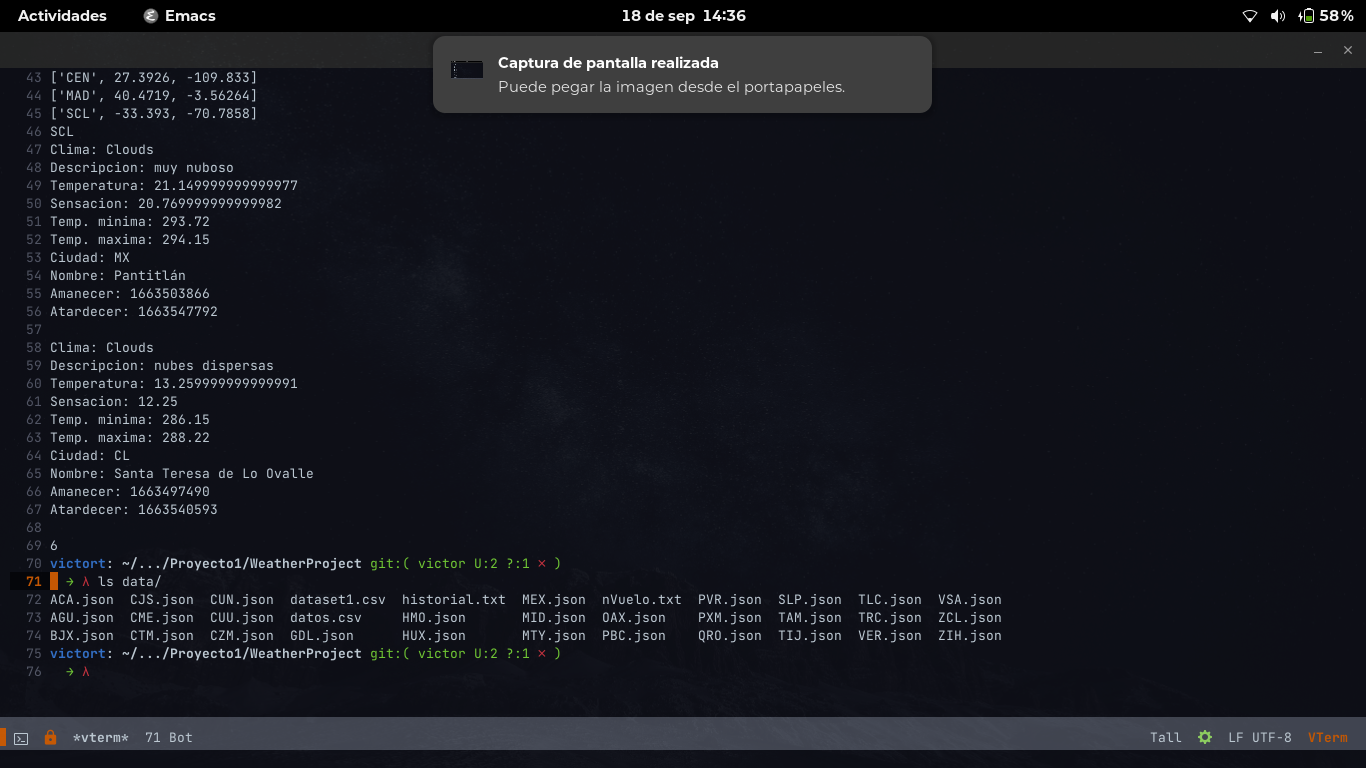 Actividades Emacs 18 de sep 14:36 58%
Captura de pantalla realizada
Puede pegar la imagen desde el portapapeles.
43 ['CEN', 27.3926, -109.833]
44 ['MAD', 40.4719, -3.56264]
45 ['SCL', -33.393, -70.7858]
46 SCL
47 Clima: Clouds
48 Descripcion: muy nuboso
49 Temperatura: 21.149999999999977
50 Sensacion: 20.769999999999982
51 Temp. minima: 293.72
52 Temp. maxima: 294.15
53 Ciudad: MX
54 Nombre: Pantitlán
55 Amanecer: 1663503866
56 Atardecer: 1663547792
57
58 Clima: Clouds
59 Descripcion: nubes dispersas
60 Temperatura: 13.259999999999991
61 Sensacion: 12.25
62 Temp. minima: 286.15
63 Temp. maxima: 288.22
64 Ciudad: CL
65 Nombre: Santa Teresa de Lo Ovalle
66 Amanecer: 1663497490
67 Atardecer: 1663540593
68
69 6
70 victort: ~/.../Proyecto1/WeatherProject git:( victor U:2 ?:1 × )
71 → λ ls data/
72 ACA.json CJS.json CUN.json dataset1.csv historial.txt MEX.json nVuelo.txt PVR.json SLP.json TLC.json VSA.json
73 AGU.json CME.json CUU.json datos.csv HMO.json MID.json OAX.json PXM.json TAM.json TRC.json ZCL.json
74 BJX.json CTM.json CZM.json GDL.json HUX.json MTY.json PBC.json QRO.json TIJ.json VER.json ZIH.json
75 victort: ~/.../Proyecto1/WeatherProject git:( victor U:2 ?:1 × )
76 → λ
*vterm* 71 Bot Tall LF UTF-8 VTerm